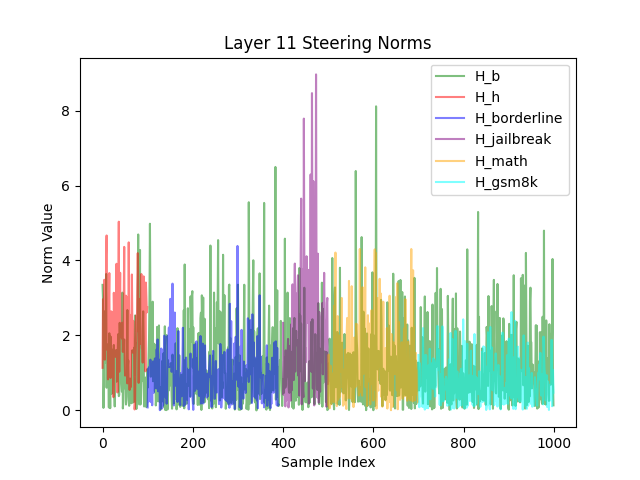 Layer 11 Steering Norms
H_b
H_h
H_borderline
H_jailbreak
H_math
H_gsm8k
Norm Value
8
6
4
2
0
0 200 400 600 800 1000
Sample Index